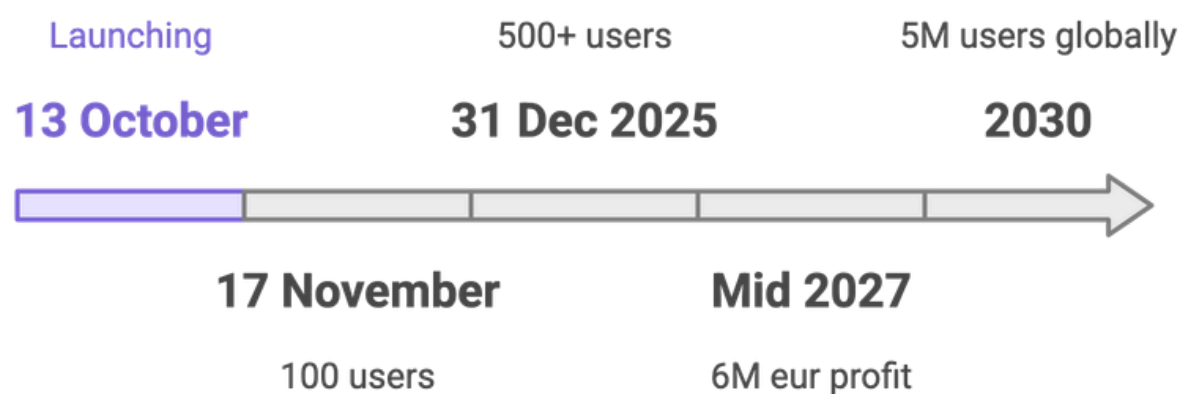 Launching
13 October
500+ users
31 Dec 2025
5M users globally
2030
17 November
100 users
Mid 2027
6M eur profit